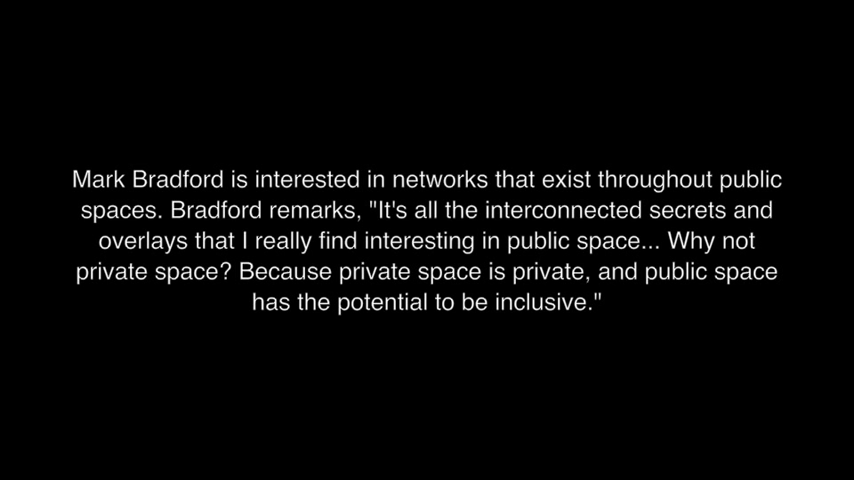 Mark Bradford is interested in networks that exist throughout public
spaces. Bradford remarks, "It's all the interconnected secrets and
overlays that I really find interesting in public space... Why not
private space? Because private space is private, and public space
has the potential to be inclusive."